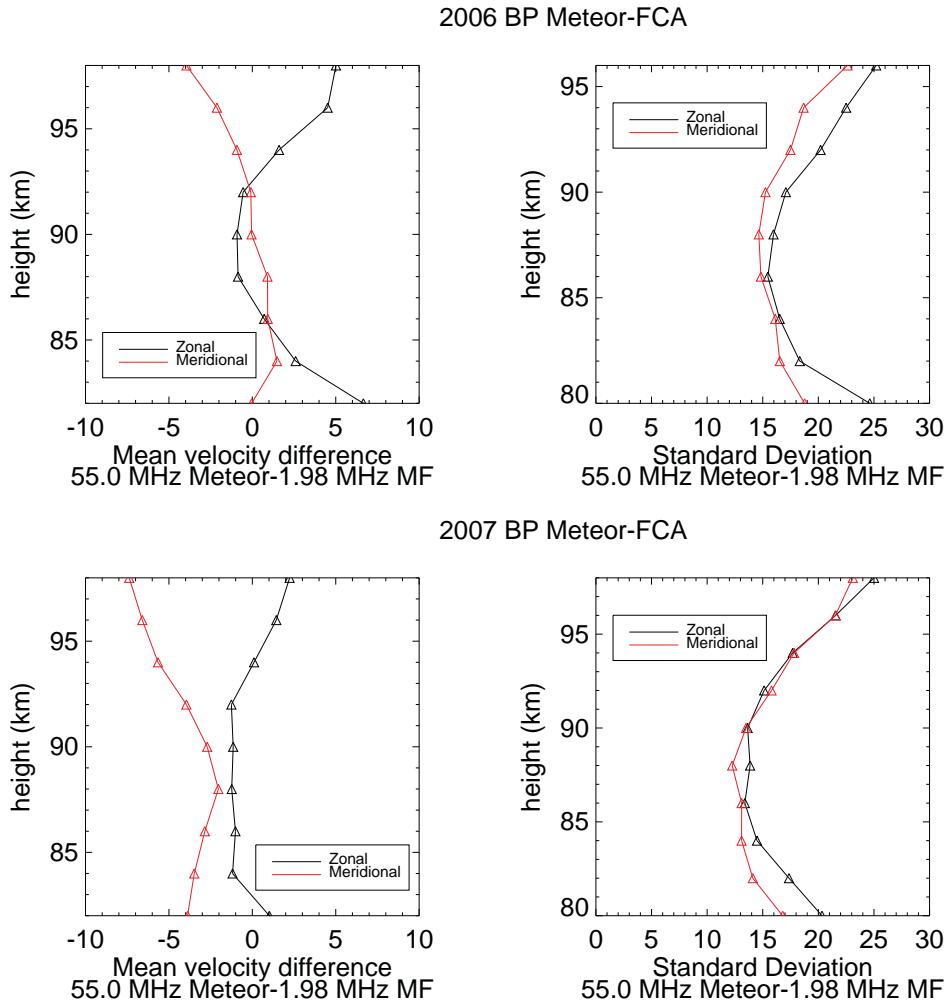 2006 BP Meteor-FCA
95
90
85
height (km)
Zonal
Meridional
-10 -5 0 5 10
Mean velocity difference
55.0 MHz Meteor-1.98 MHz MF
95
90
85
80
height (km)
Zonal
Meridional
0 5 10 15 20 25 30
Standard Deviation
55.0 MHz Meteor-1.98 MHz MF
2007 BP Meteor-FCA
95
90
85
height (km)
Zonal
Meridional
-10 -5 0 5 10
Mean velocity difference
55.0 MHz Meteor-1.98 MHz MF
95
90
85
80
height (km)
Zonal
Meridional
0 5 10 15 20 25 30
Standard Deviation
55.0 MHz Meteor-1.98 MHz MF